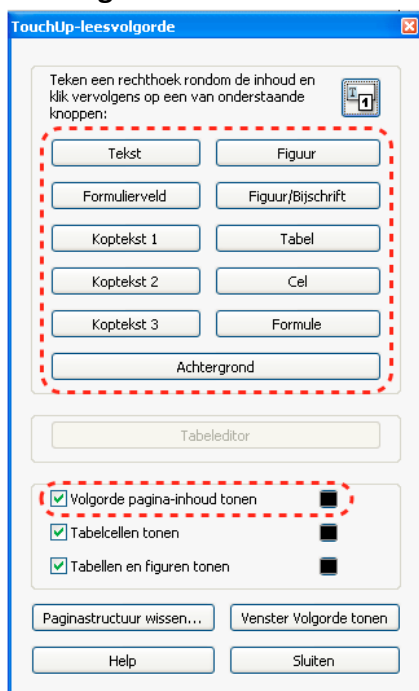 TouchUp-leesvolgorde
Teken een rechthoek rondom de inhoud en
klik vervolgens op een van onderstaande
knoppen:
1
Tekst Figuur
Formulierveld Figuur/Bijschrift
Koptekst 1 Tabel
Koptekst 2 Cel
Koptekst 3 Formule
Achtergrond
Tabeleditor
Volgorde pagina-inhoud tonen
Tabelcellen tonen
Tabellen en figuren tonen
Paginastructuur wissen... Venster Volgorde tonen
Help Sluiten